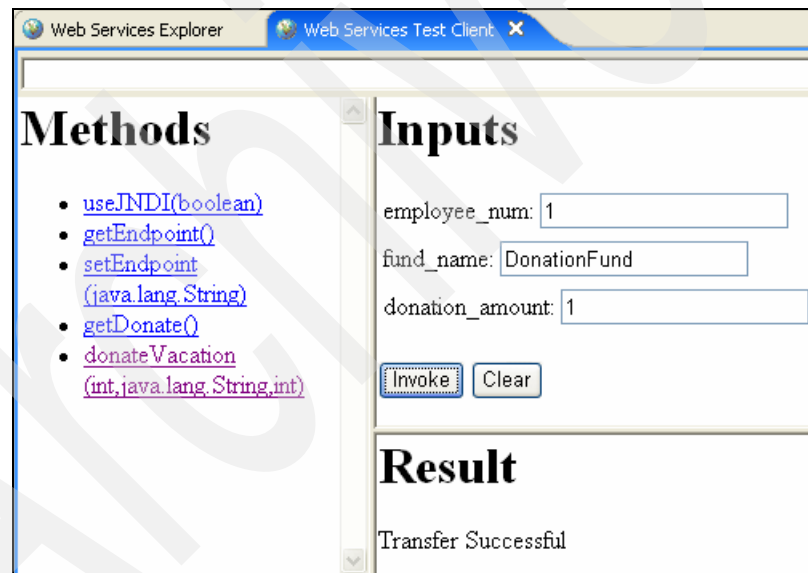 Web Services Explorer
Web Services Test Client
Methods
useJNDI(boolean)
getEndpoint()
setEndpoint
(java.lang.String)
getDonate()
donateVacation
(int,java.lang.String,int)
Inputs
employee_num: 1
fund_name: DonationFund
donation_amount: 1
Invoke Clear
Result
Transfer Successful